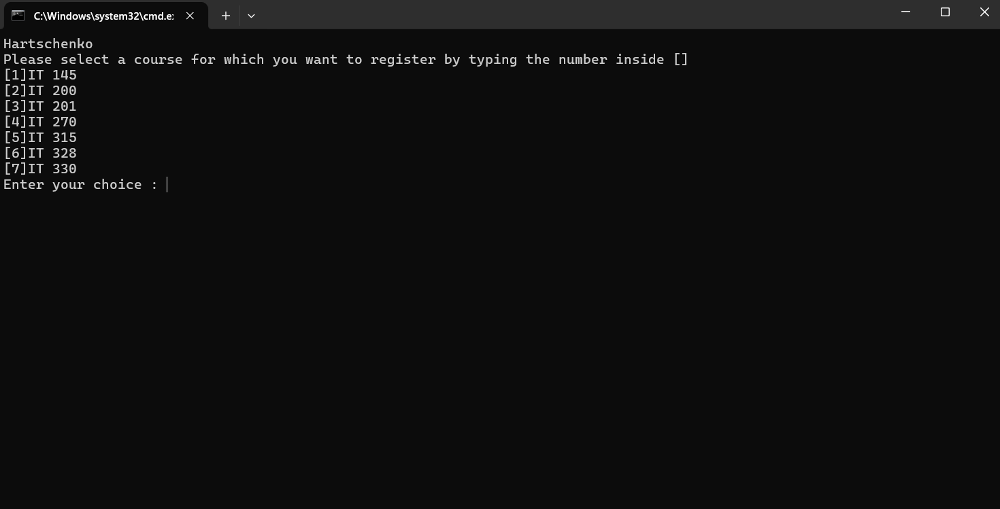 C:\Windows\system32\cmd.e
Hartschenko
Please select a course for which you want to register by typing the number inside []
[1]IT 145
[2]IT 200
[3]IT 201
[4]IT 270
[5]IT 315
[6]IT 328
[7]IT 330
Enter your choice :